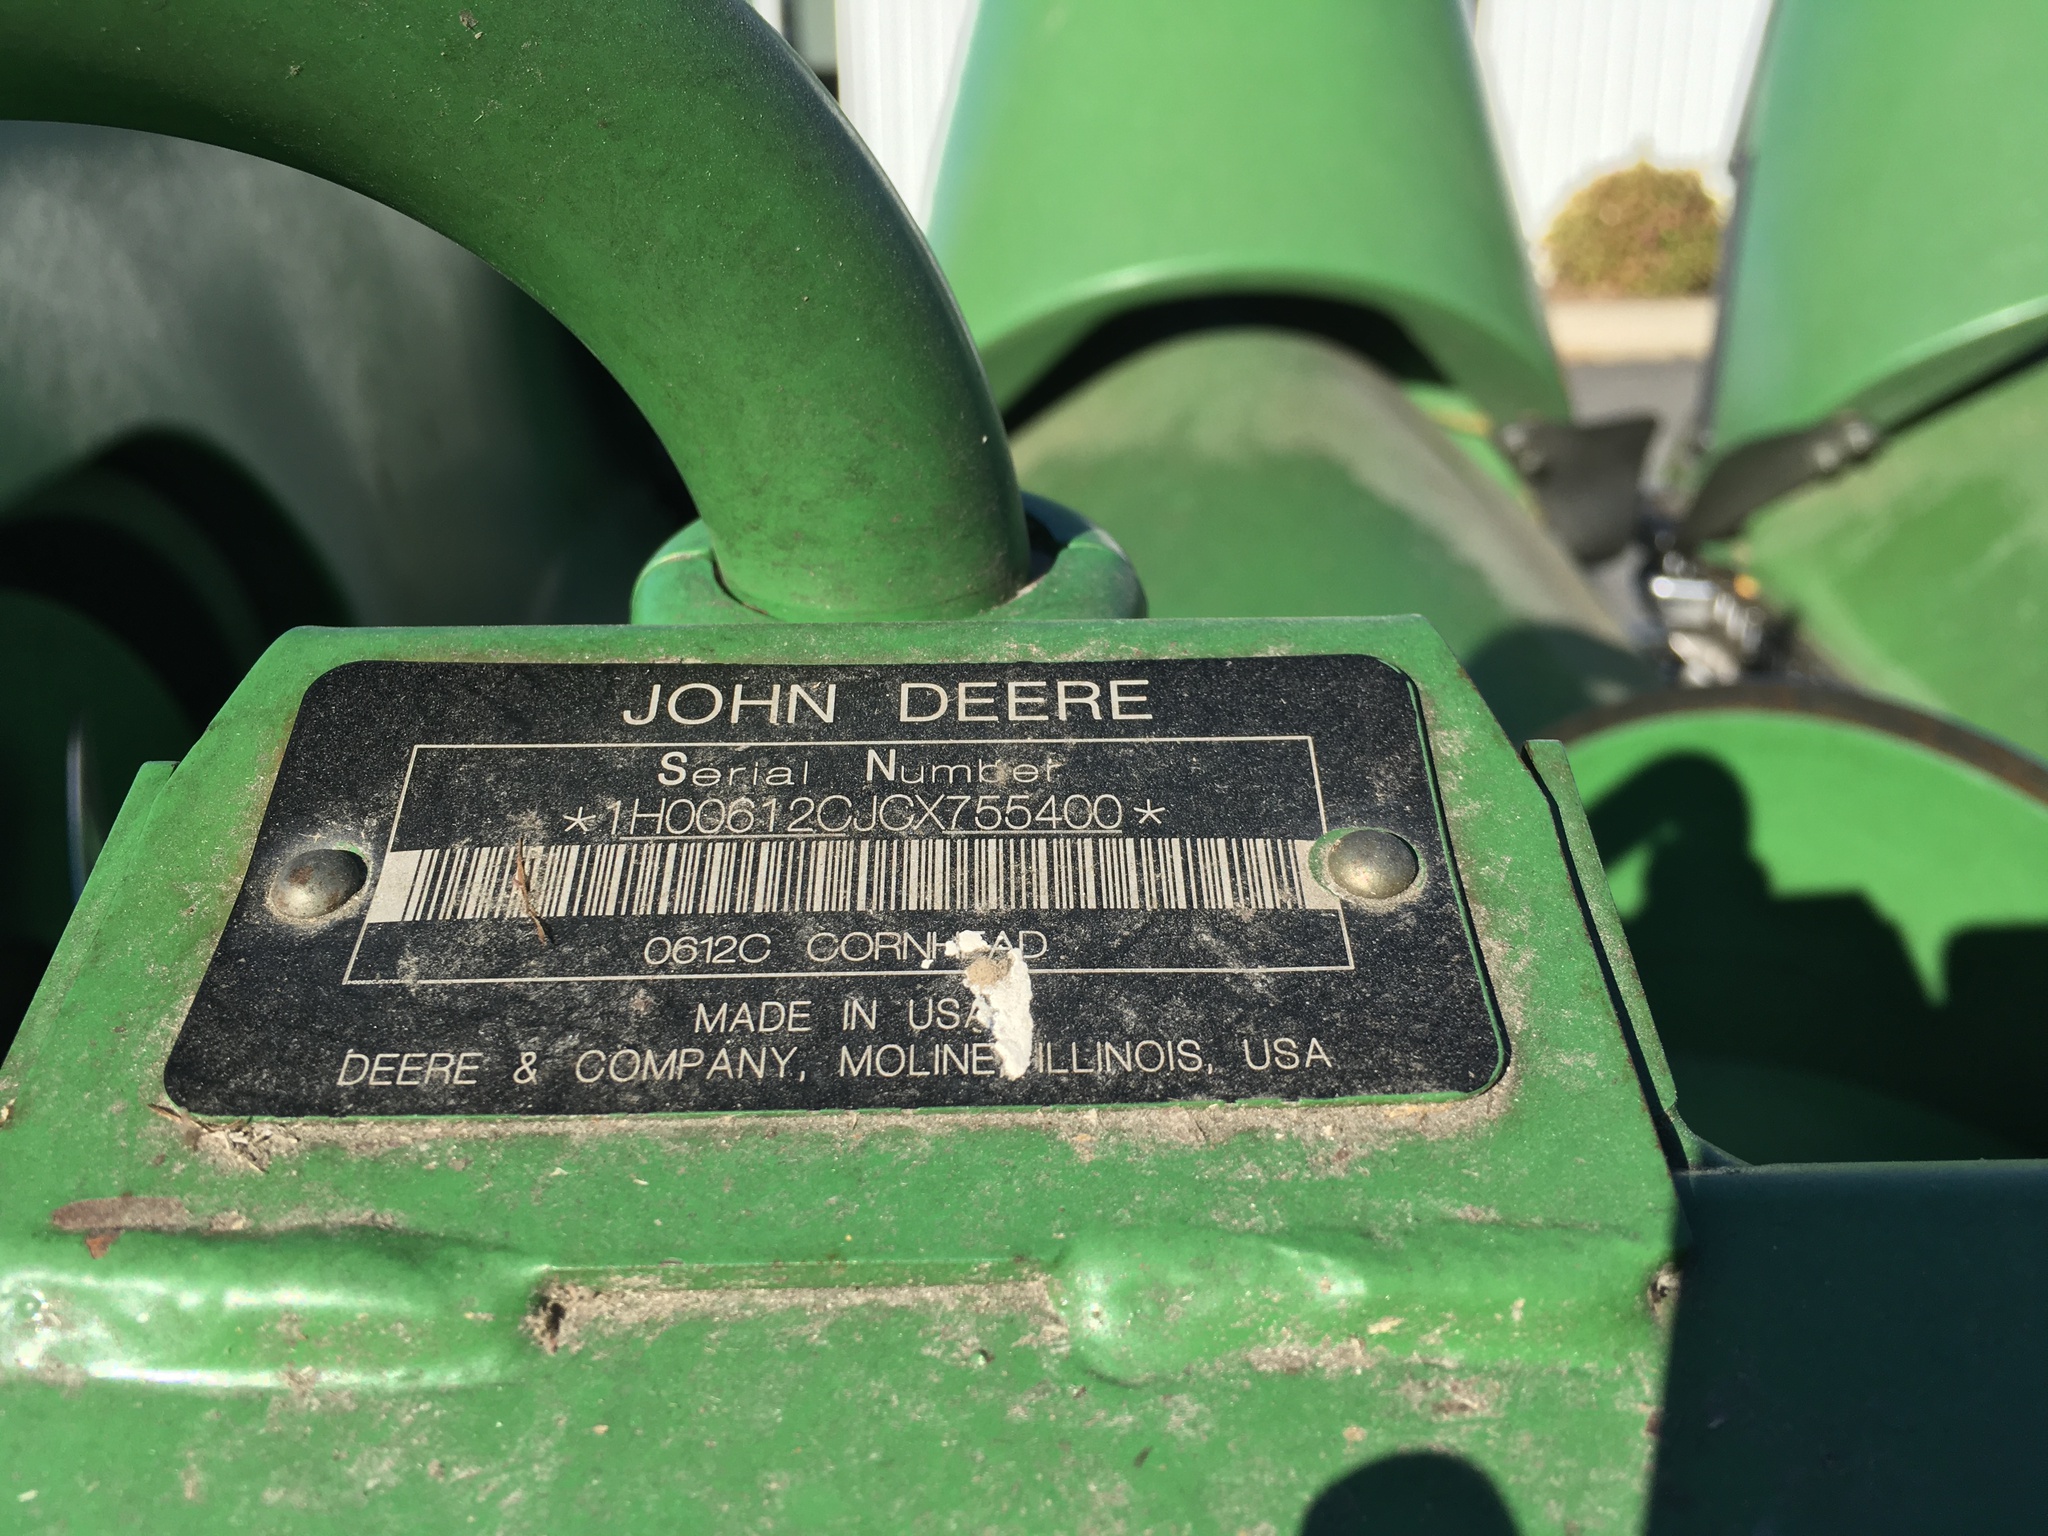 JOHN DEERE
Serial Number
*1H00612CJCX755400*
0612C CORNHEAD
MADE IN USA
DEERE & COMPANY, MOLINE, ILLINOIS, USA